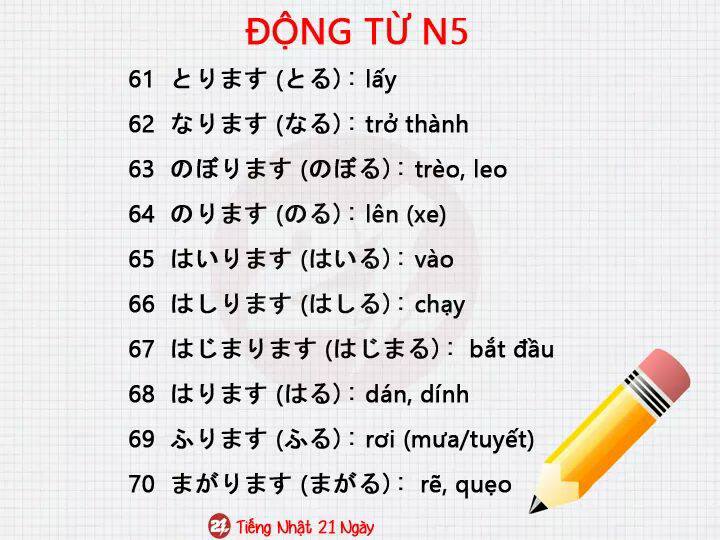 ĐỘNG TỪ N5
61 とります (とる) : lấy
62 なります (なる) : trở thành
63 のぼります (のぼる) : trèo, leo
64 のります (のる) : lên (xe)
65 はいります (はいる) : vào
66 はしります (はしる) : chạy
67 はじまります (はじまる) : bắt đầu
68 はります (はる) : dán, dính
69 ふります (ふる) : rơi (mưa/tuyết)
70 まがります (まがる) : rẽ, quẹo
21 Tiếng Nhật 21 Ngày